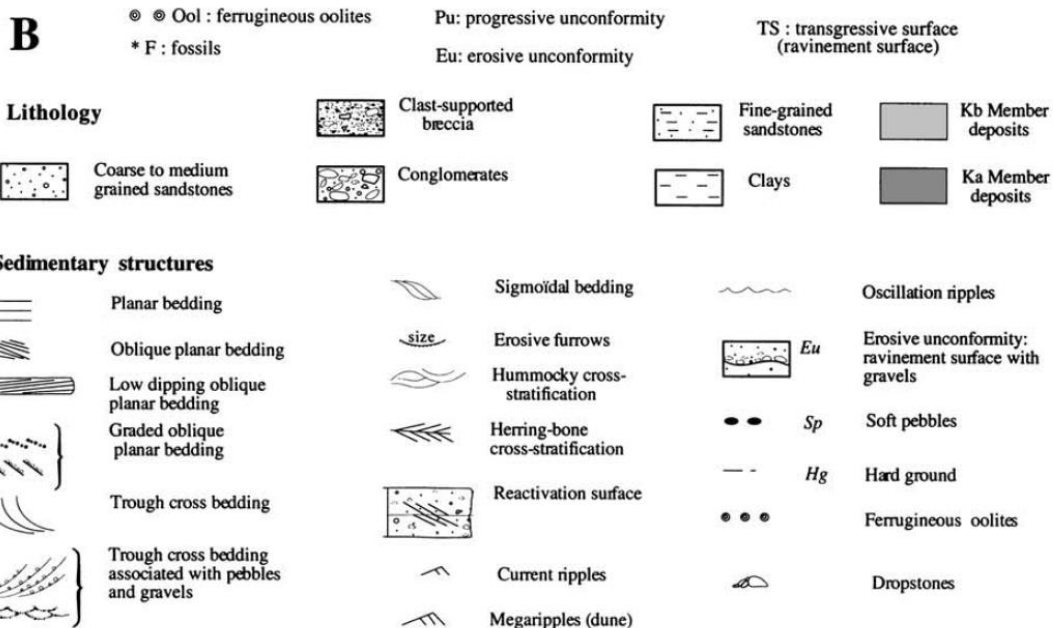 B
Ool : ferrugineous oolites
* F : fossils
Pu: progressive unconformity
Eu: erosive unconformity
TS : transgressive surface
(ravinement surface)
Lithology
Coarse to medium
grained sandstones
Clast-supported
breccia
Conglomerates
Fine-grained
sandstones
Clays
Kb Member
deposits
Ka Member
deposits
Sedimentary structures
Planar bedding
Oblique planar bedding
Low dipping oblique
planar bedding
Graded oblique
planar bedding
Trough cross bedding
Trough cross bedding
associated with pebbles
and gravels
Sigmoïdal bedding
size
Erosive furrows
Hummocky cross-
stratification
Herring-bone
cross-stratification
Reactivation surface
Current ripples
Megaripples (dune)
Oscillation ripples
Eu
Erosive unconformity:
ravinement surface with
gravels
Sp
Soft pebbles
Hg
Hard ground
Ferrugineous oolites
Dropstones